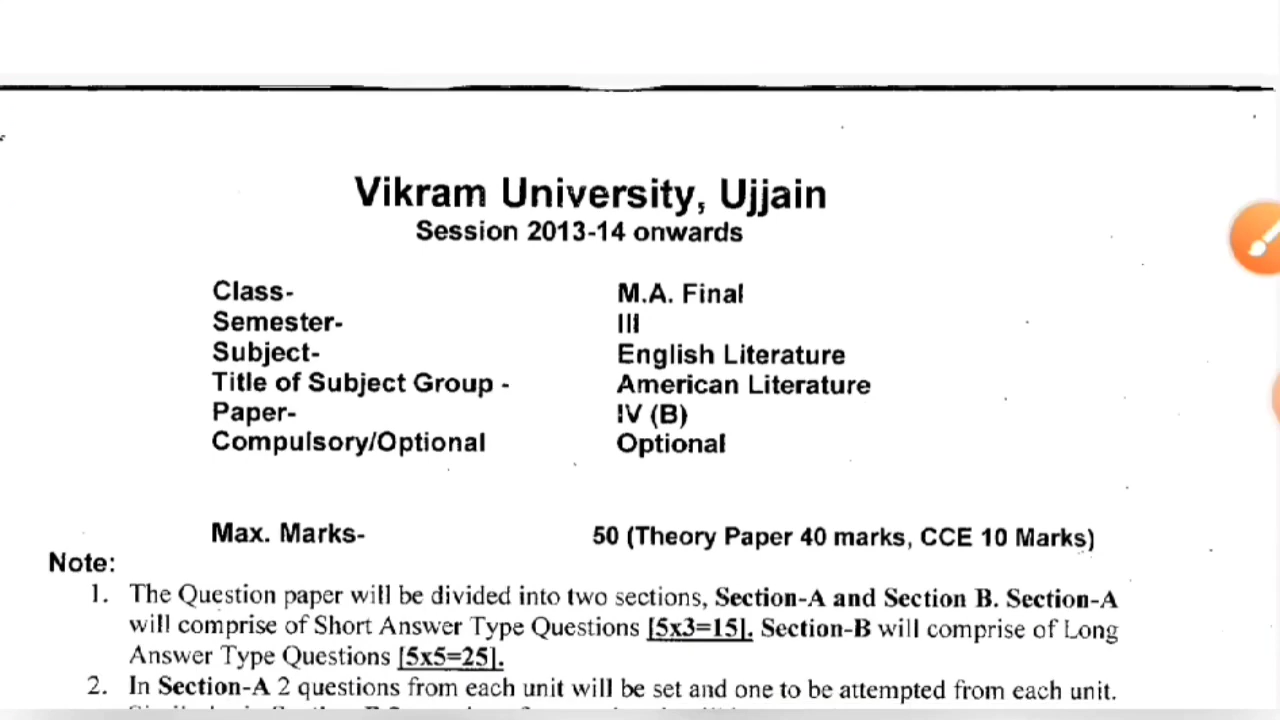 Vikram University, Ujjain
Session 2013-14 onwards
Class- M.A. Final
Semester- III
Subject- English Literature
Title of Subject Group - American Literature
Paper- IV (B)
Compulsory/Optional Optional
Max. Marks- 50 (Theory Paper 40 marks, CCE 10 Marks)
Note:
1. The Question paper will be divided into two sections, Section-A and Section B. Section-A
will comprise of Short Answer Type Questions [5x3=15]. Section-B will comprise of Long
Answer Type Questions [5x5=25].
2. In Section-A 2 questions from each unit will be set and one to be attempted from each unit.